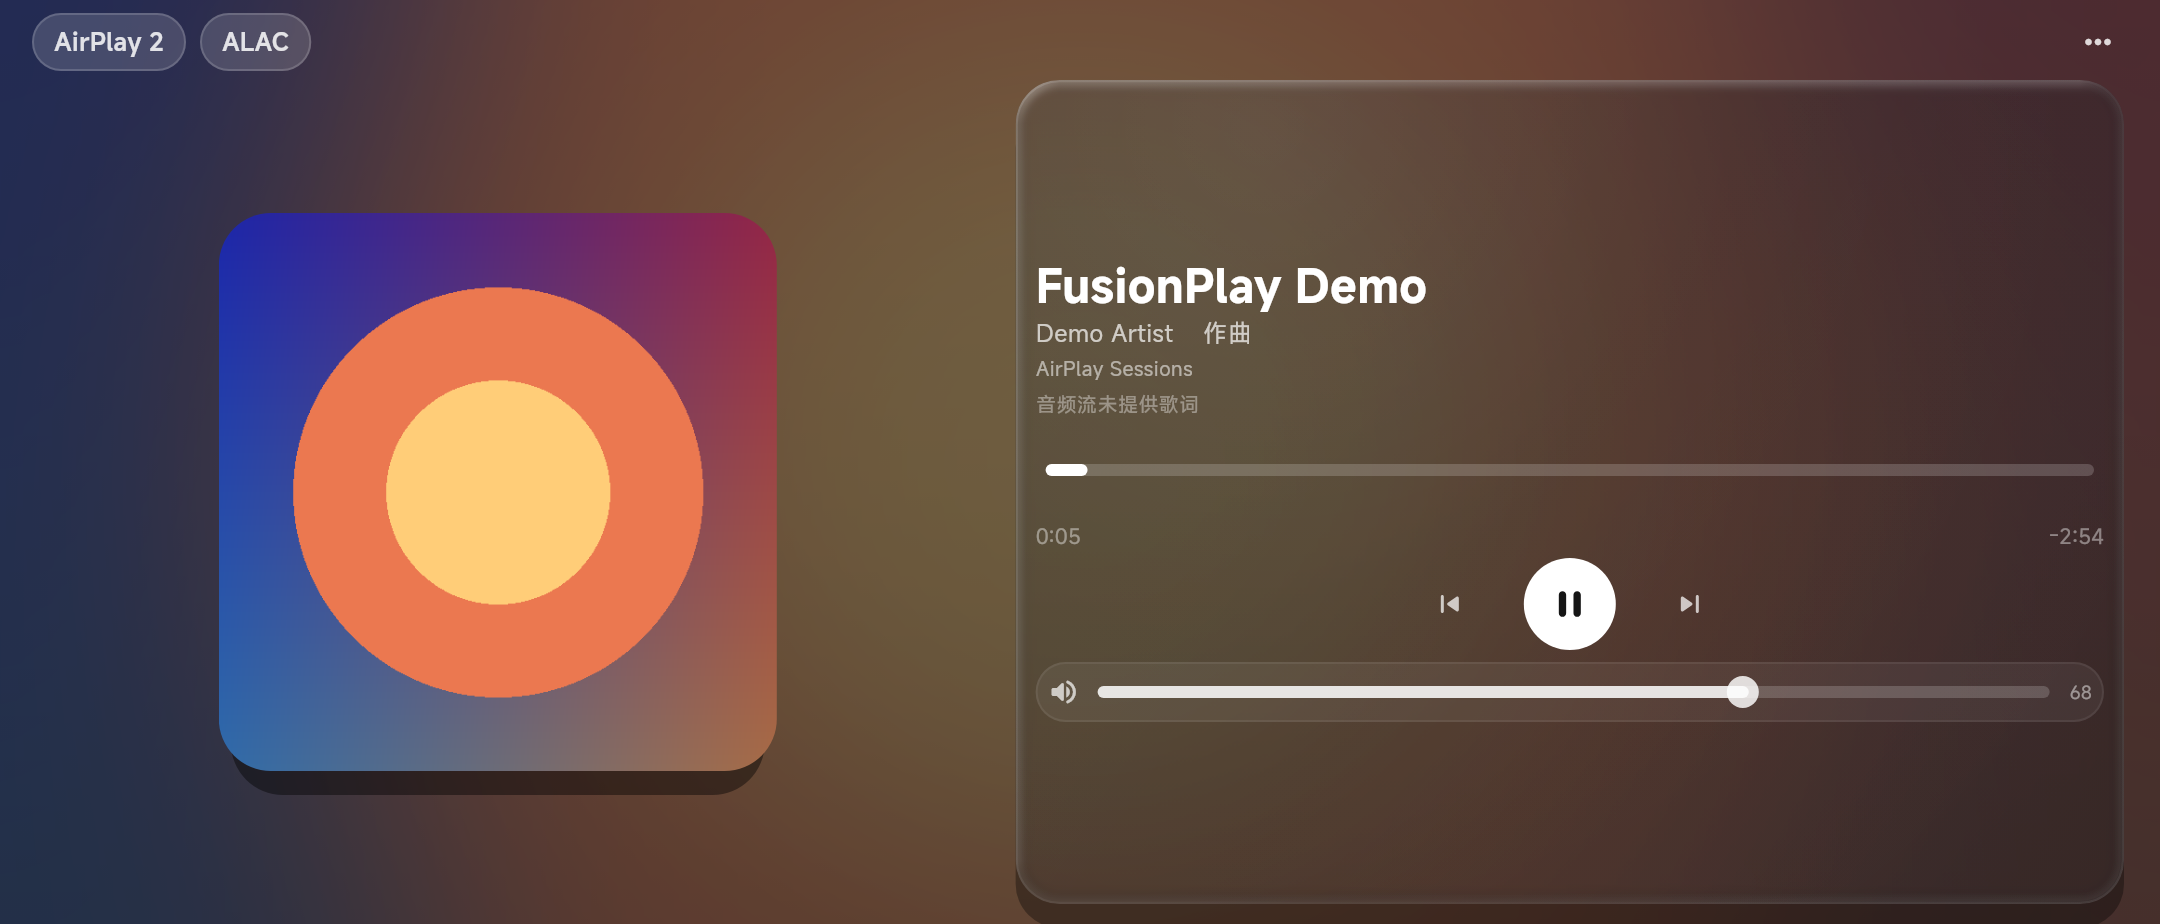 AirPlay 2
ALAC
FusionPlay Demo
Demo Artist 作曲
AirPlay Sessions
音频流未提供歌词
0:05
-2:54
68